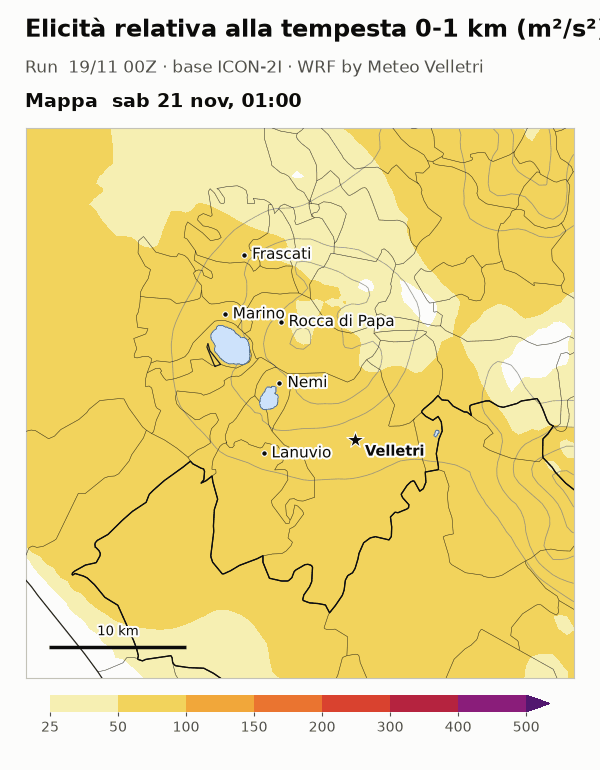 Elicità relativa alla tempesta 0-1 km (m²/s²)
Run  19/11 00Z · base ICON-2I · WRF by Meteo Velletri
Mappa  sab 21 nov, 01:00
Frascati
Marino
Rocca di Papa
Nemi
Velletri
Lanuvio
10 km
25 50 100 150 200 300 400 500